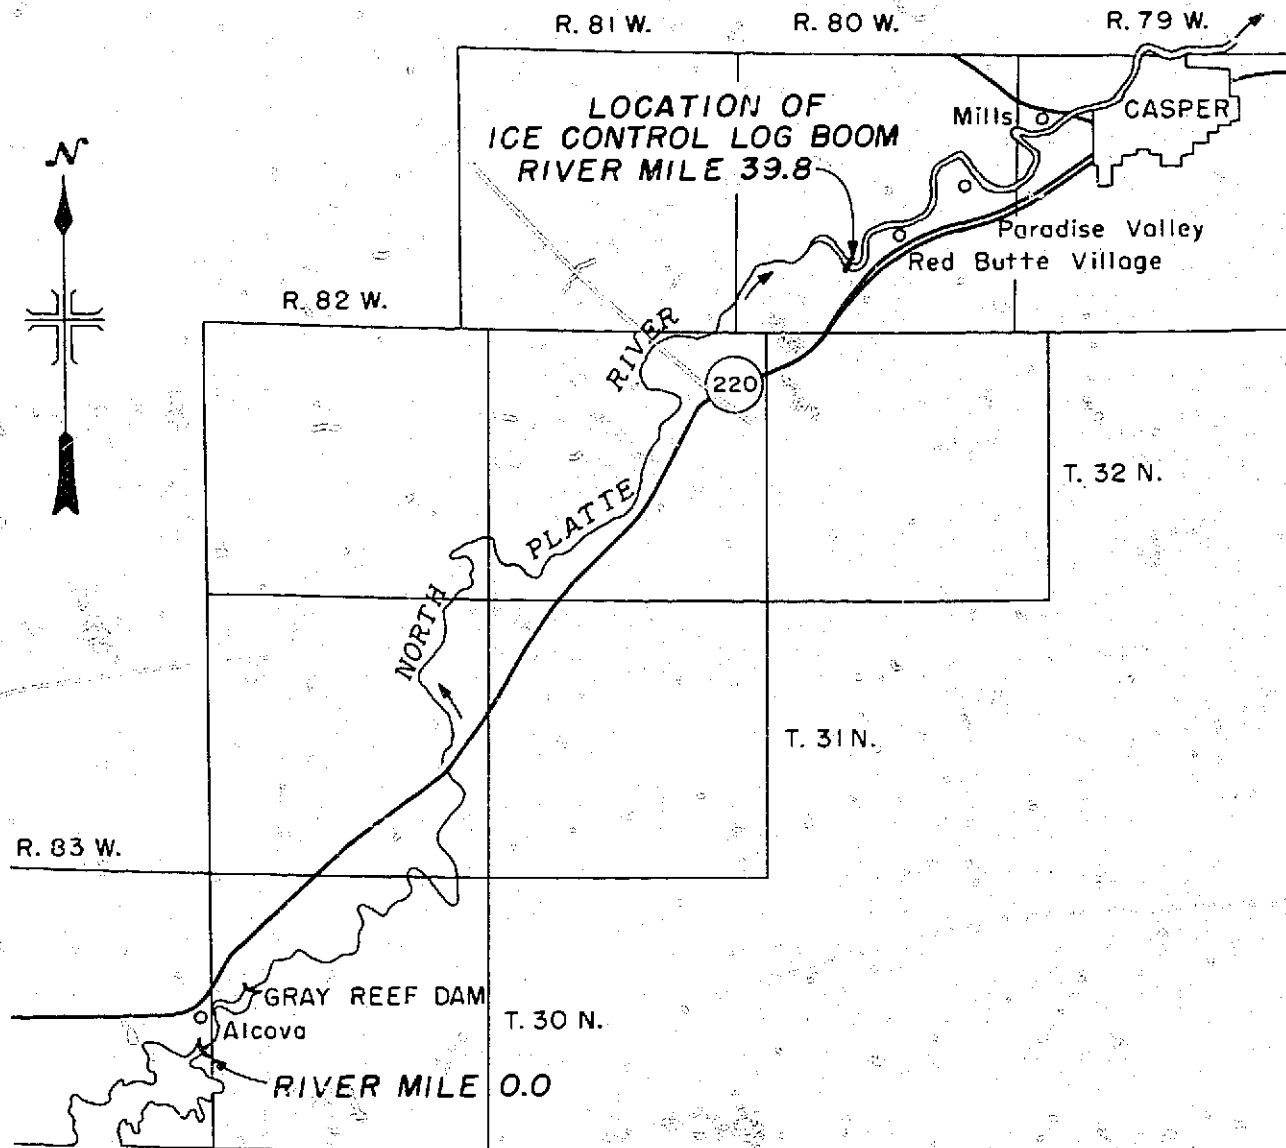 R. 81 W.
R. 80 W.
R. 79 W.
LOCATION OF
ICE CONTROL LOG BOOM
RIVER MILE 39.8
Mills
CASPER
N
Paradise Valley
Red Butte Village
R. 82 W.
RIVER
220
T. 32 N.
PLATTE
NORTH
T. 31 N.
R. 83 W.
GRAY REEF DAM
T. 30 N.
Alcova
RIVER MILE 0.0